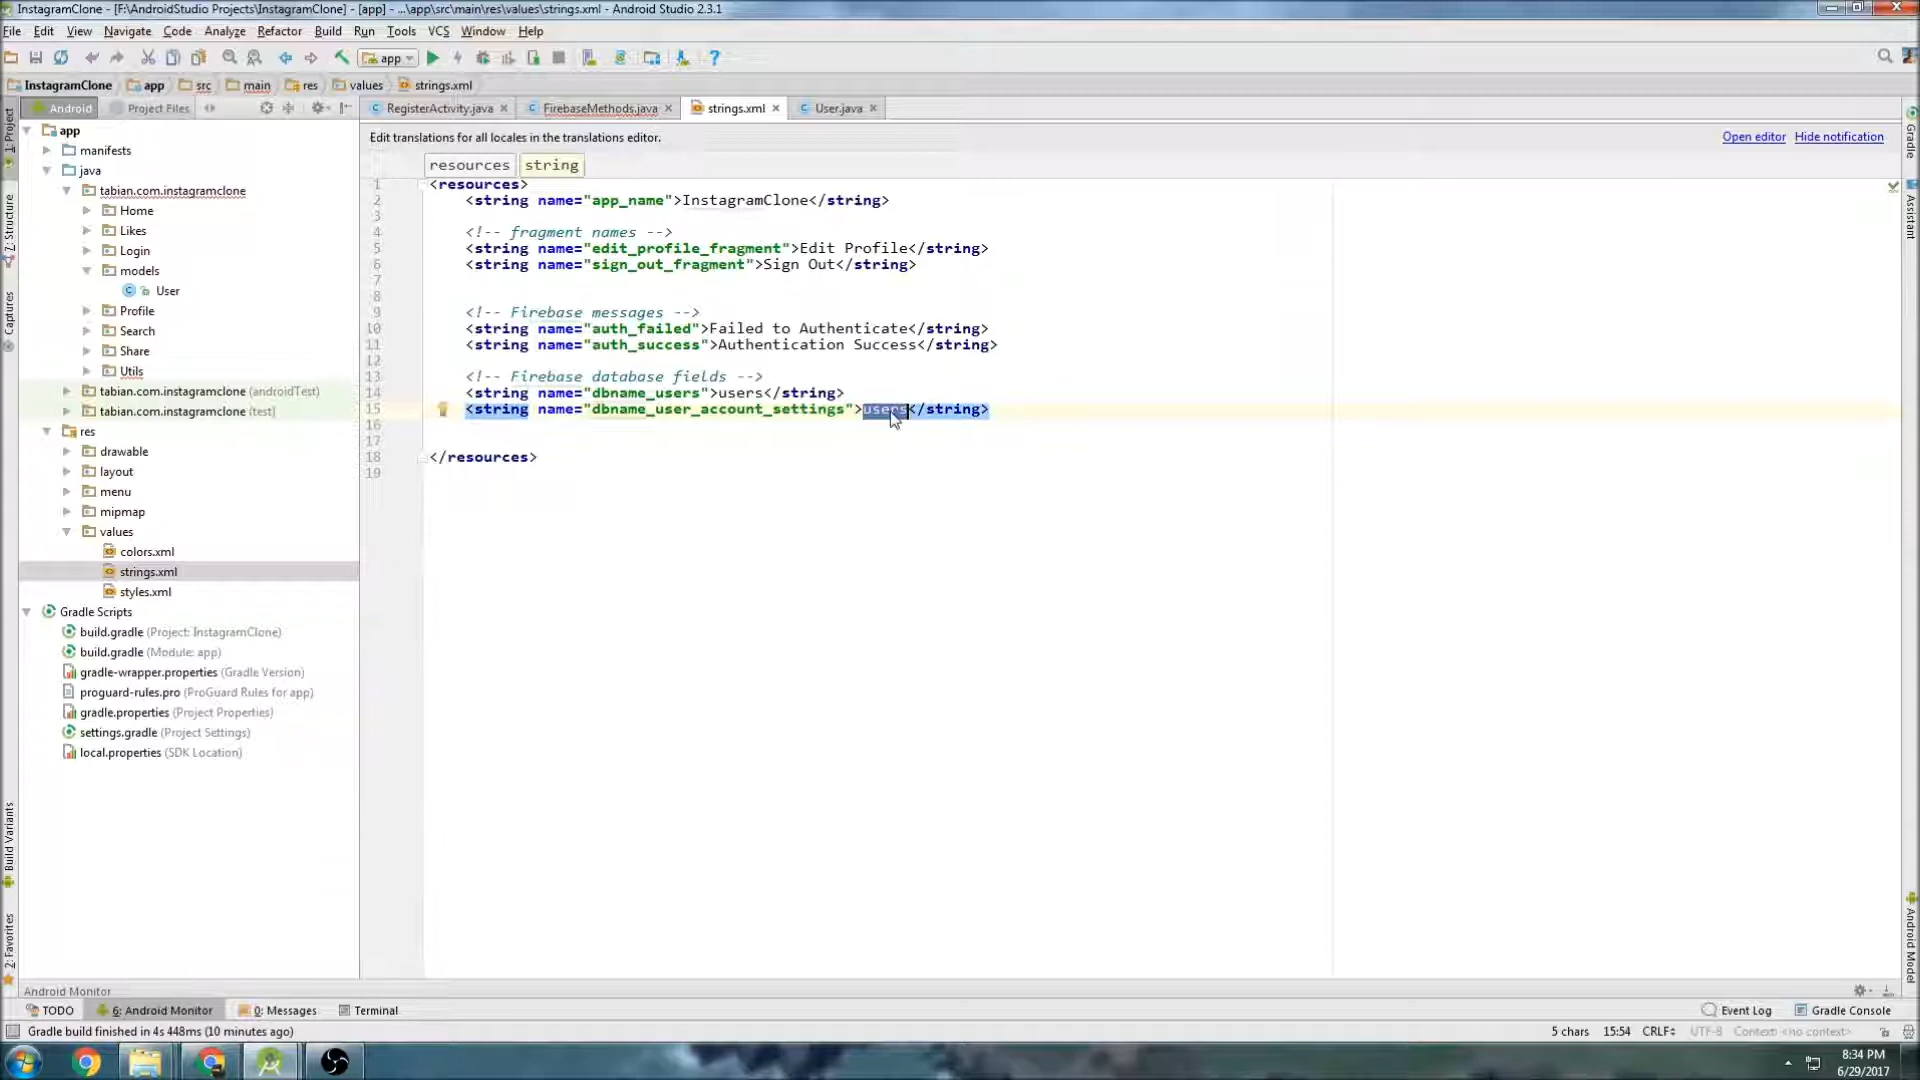 InstagramClone - [F:\AndroidStudio Projects\InstagramClone] - [app] - ...\app\src\main\res\values\strings.xml - Android Studio 2.3.1
File Edit View Navigate Code Analyze Refactor Build Run Tools VCS Window Help
app
InstagramClone app src main res values strings.xml
Android Project Files
RegisterActivity.java FirebaseMethods.java strings.xml User.java
Edit translations for all locales in the translations editor. Open editor Hide notification
resources string
1: Project
Z: Structure
Captures
Build Variants
2: Favorites
app
manifests
java
tabian.com.instagramclone
Home
Likes
Login
models
User
Profile
Search
Share
Utils
tabian.com.instagramclone (androidTest)
tabian.com.instagramclone (test)
res
drawable
layout
menu
mipmap
values
colors.xml
strings.xml
styles.xml
Gradle Scripts
build.gradle (Project: InstagramClone)
build.gradle (Module: app)
gradle-wrapper.properties (Gradle Version)
proguard-rules.pro (ProGuard Rules for app)
gradle.properties (Project Properties)
settings.gradle (Project Settings)
local.properties (SDK Location)
1 <resources>
2 <string name="app_name">InstagramClone</string>
3
4 <!-- fragment names -->
5 <string name="edit_profile_fragment">Edit Profile</string>
6 <string name="sign_out_fragment">Sign Out</string>
7
8
9 <!-- Firebase messages -->
10 <string name="auth_failed">Failed to Authenticate</string>
11 <string name="auth_success">Authentication Success</string>
12
13 <!-- Firebase database fields -->
14 <string name="dbname_users">users</string>
15 <string name="dbname_user_account_settings">users</string>
16
17
18 </resources>
19
Gradle
Assistant
Android Model
Android Monitor
TODO 6: Android Monitor 0: Messages Terminal Event Log Gradle Console
Gradle build finished in 4s 448ms (10 minutes ago) 5 chars 15:54 CRLF UTF-8 Context: <no context>
8:34 PM
6/29/2017